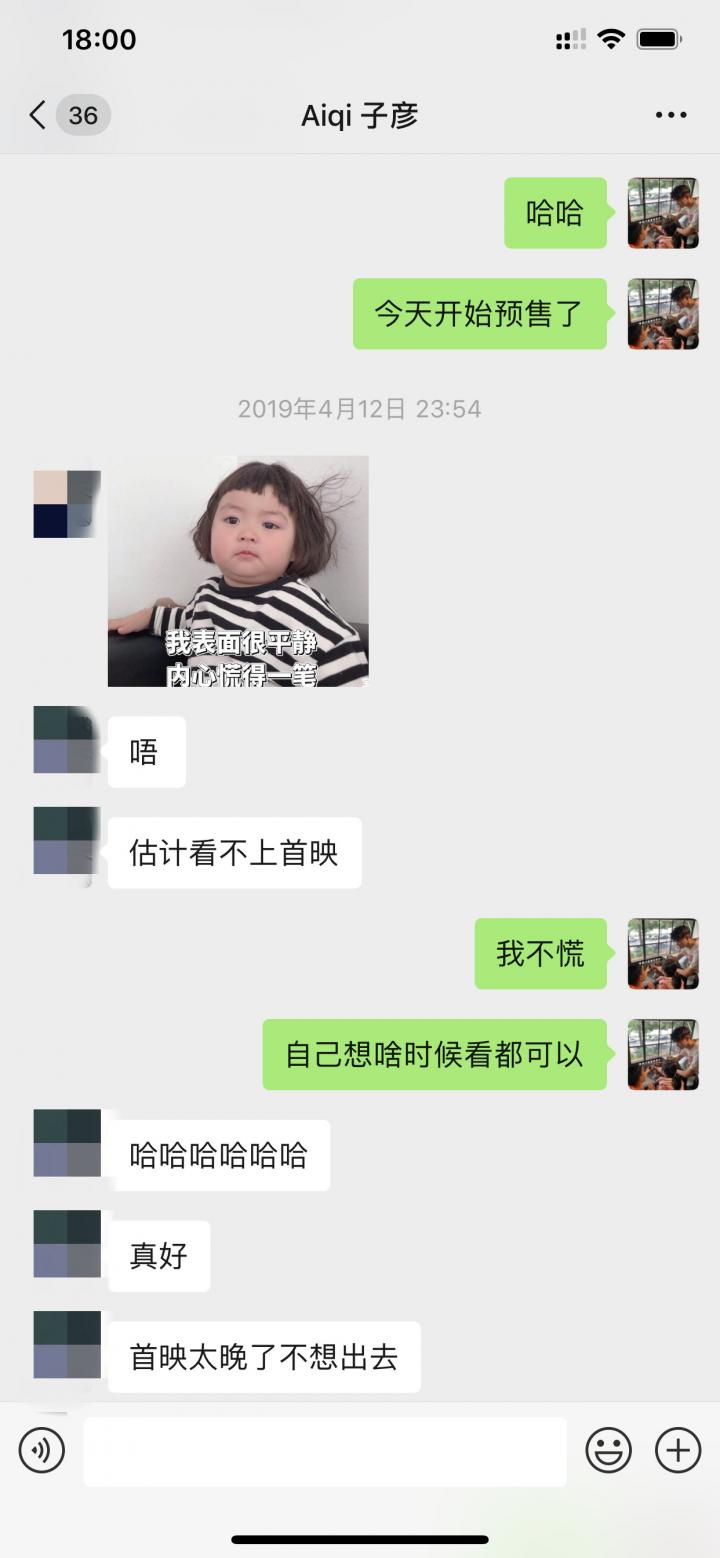 18:00
36
Aiqi 子彦
哈哈
今天开始预售了
2019年4月12日 23:54
我表面很平静
内心慌得一笔
唔
估计看不上首映
我不慌
自己想啥时候看都可以
哈哈哈哈哈哈
真好
首映太晚了不想出去